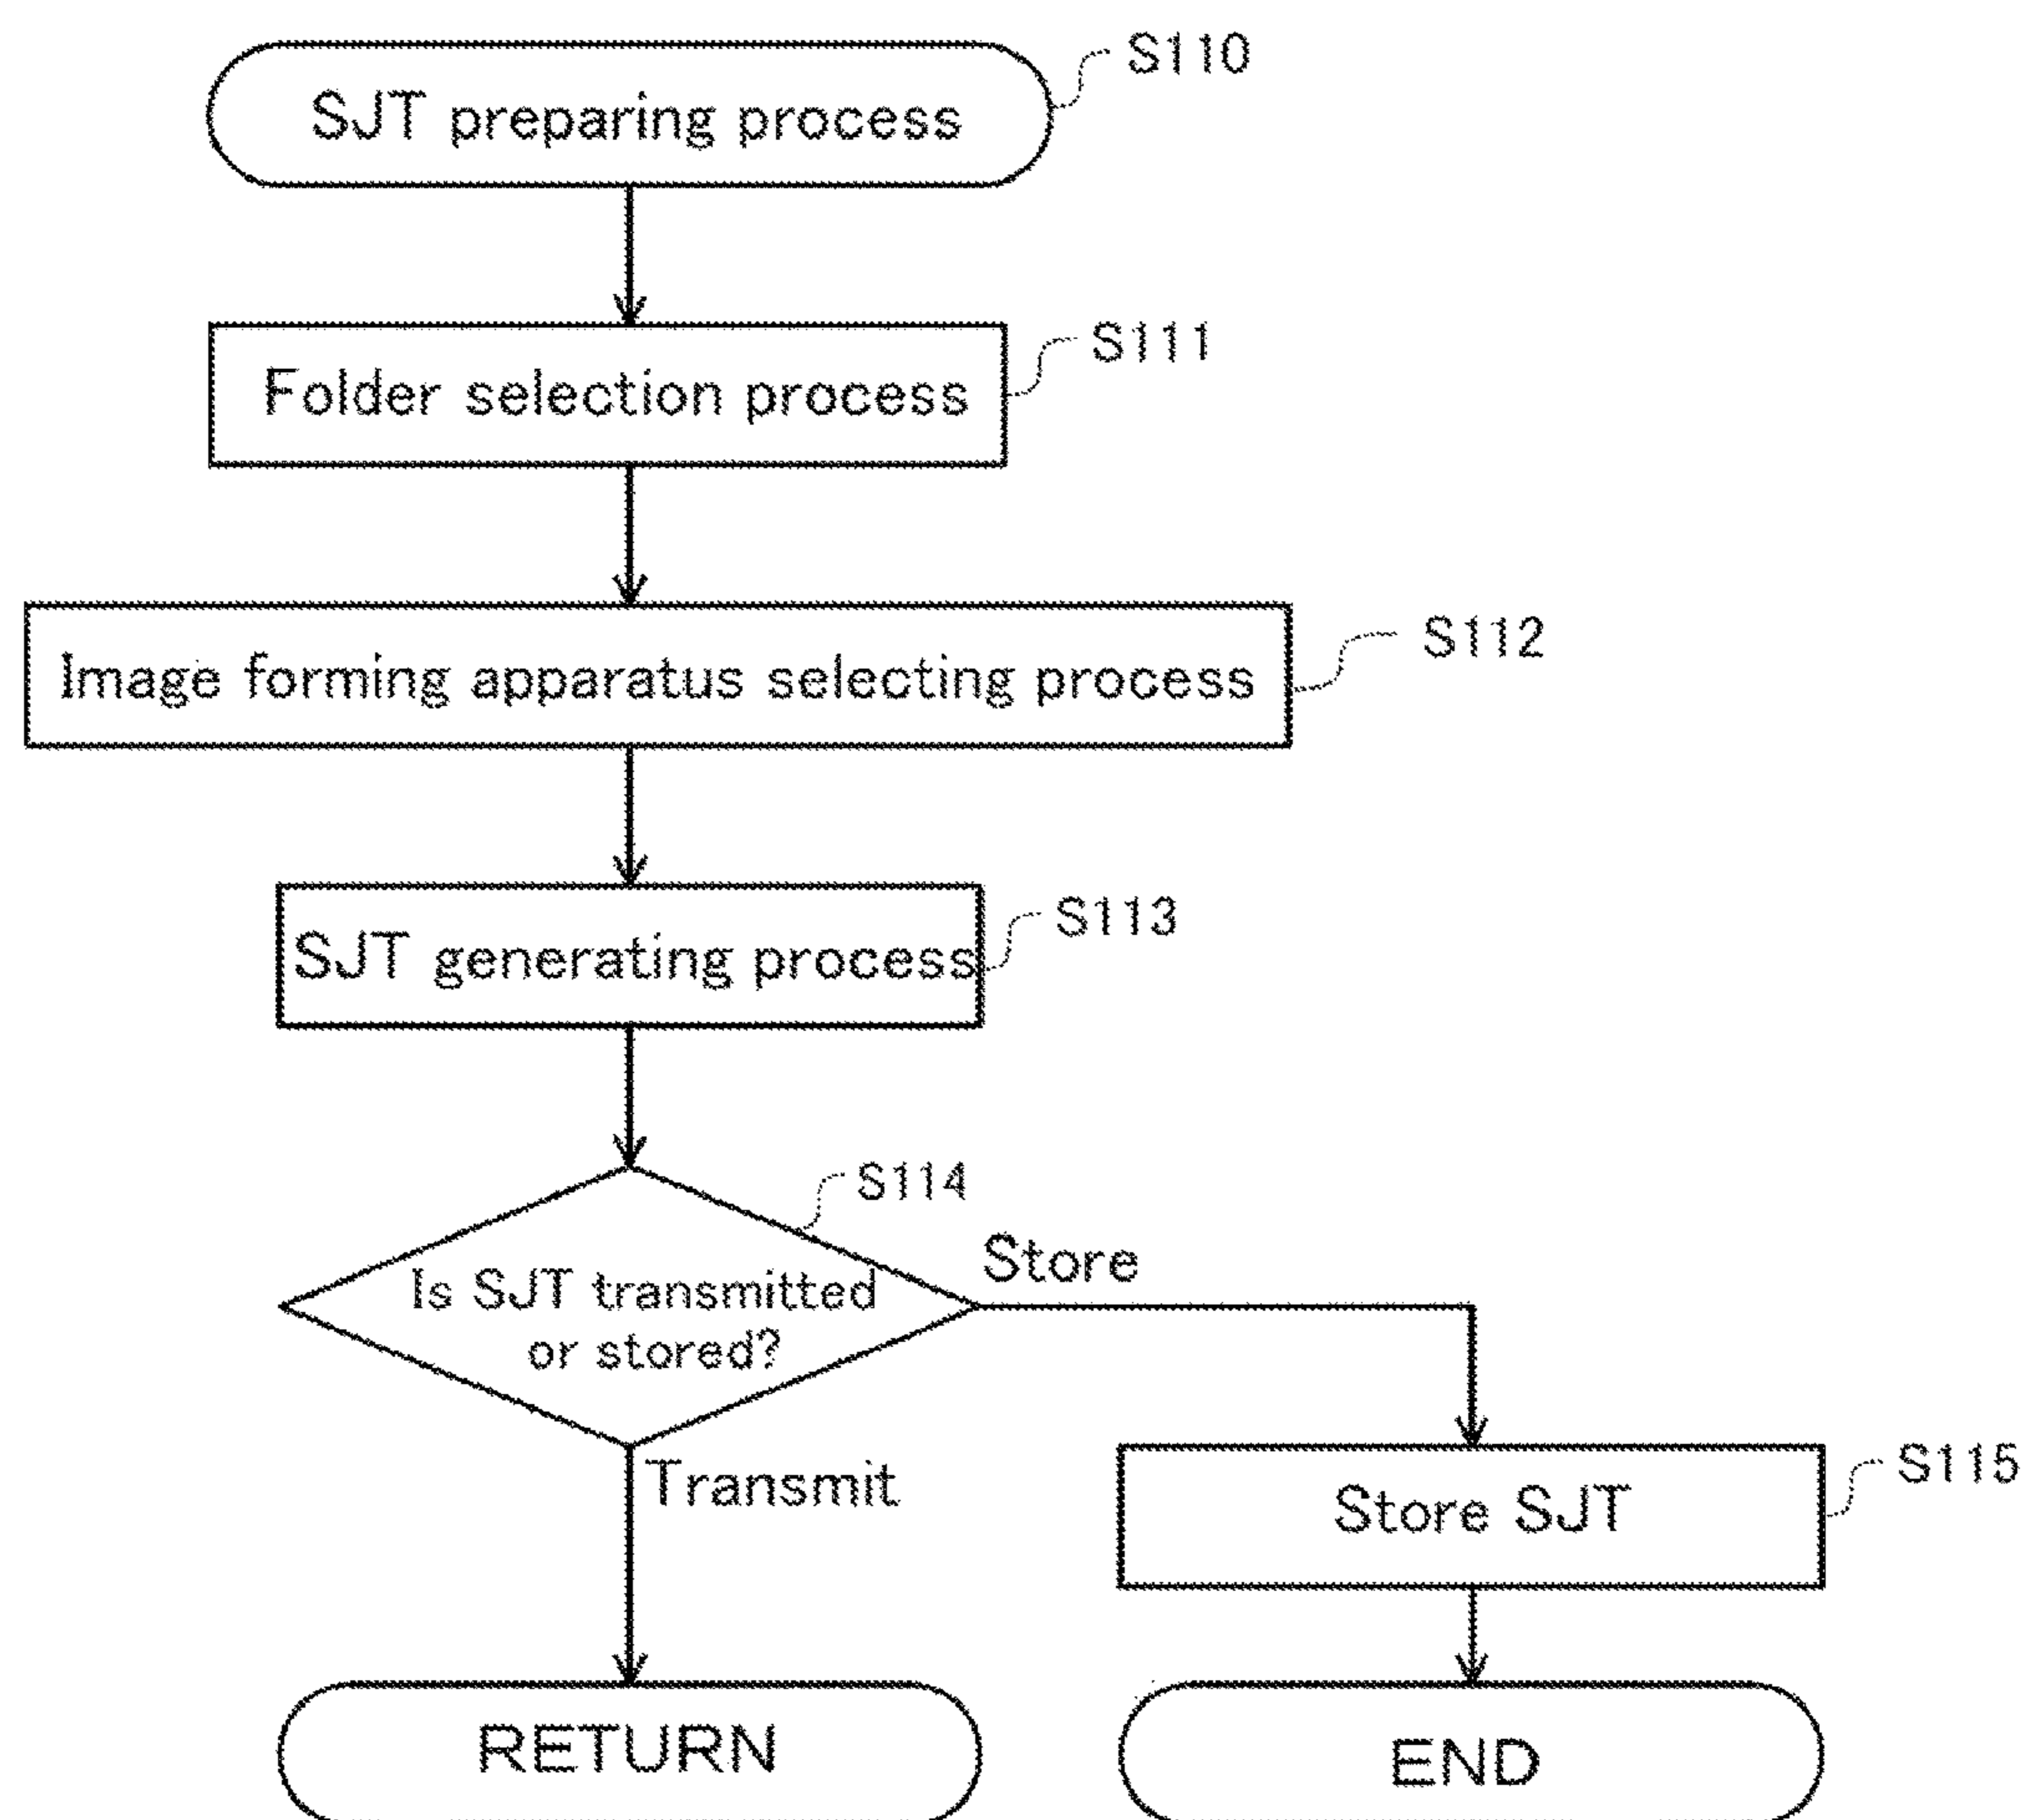 SJT preparing process
S110
Folder selection process
S111
Image forming apparatus selecting process
S112
SJT generating process
S113
S114
Is SJT transmitted
or stored?
Store
Transmit
Store SJT
S115
RETURN
END